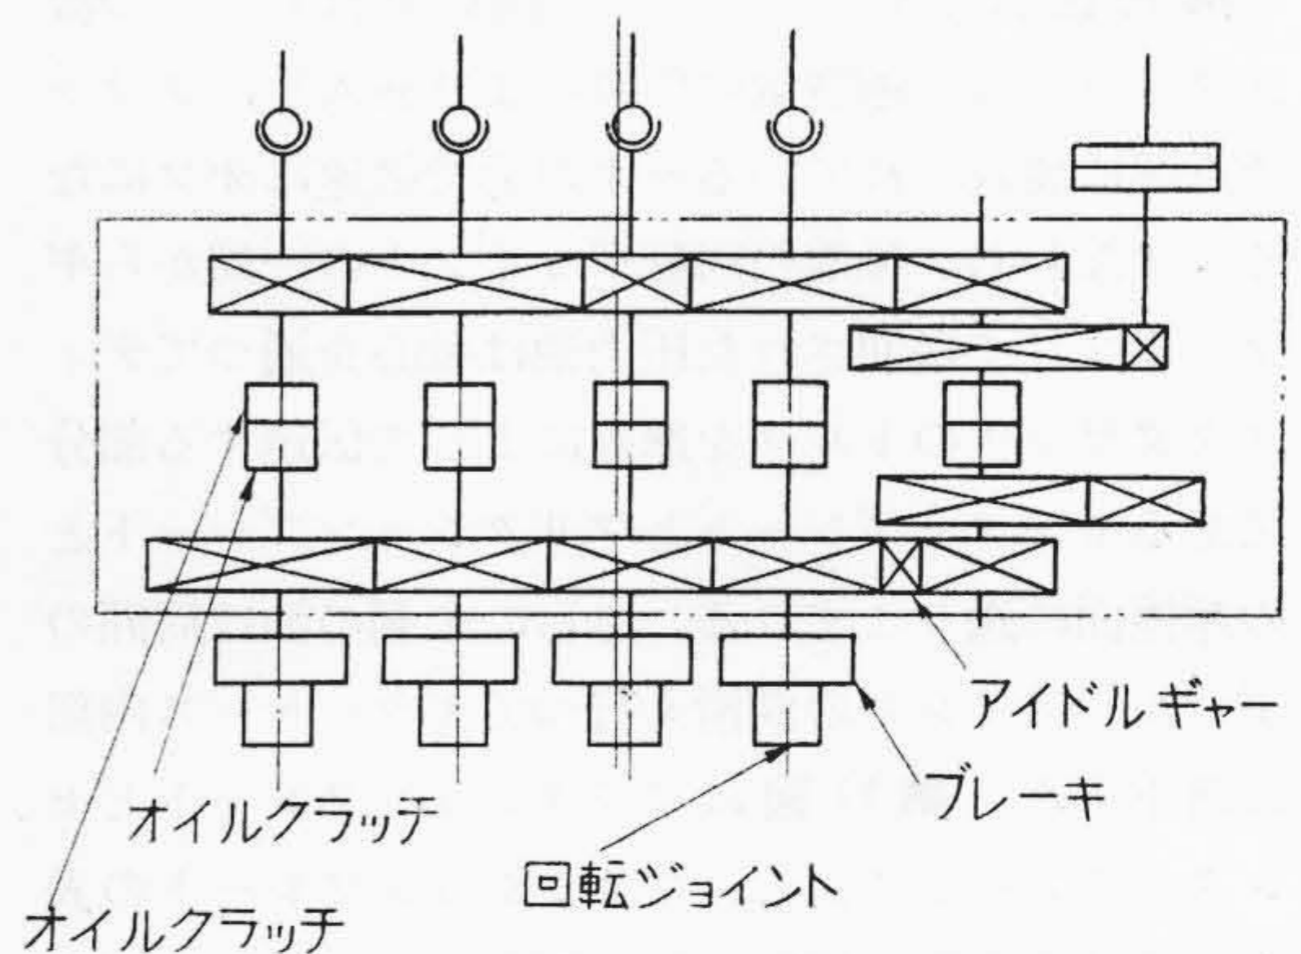 アイドルギャー
ブレーキ
オイルクラッチ
回転ジョイント
オイルクラッチ